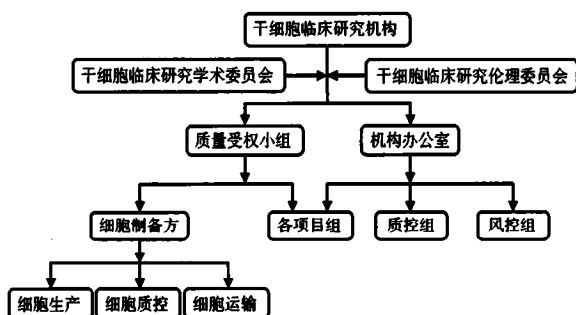 干细胞临床研究机构
干细胞临床研究学术委员会
干细胞临床研究伦理委员会
质量受权小组
机构办公室
细胞制备方
各项目组
质控组
风控组
细胞生产
细胞质控
细胞运输